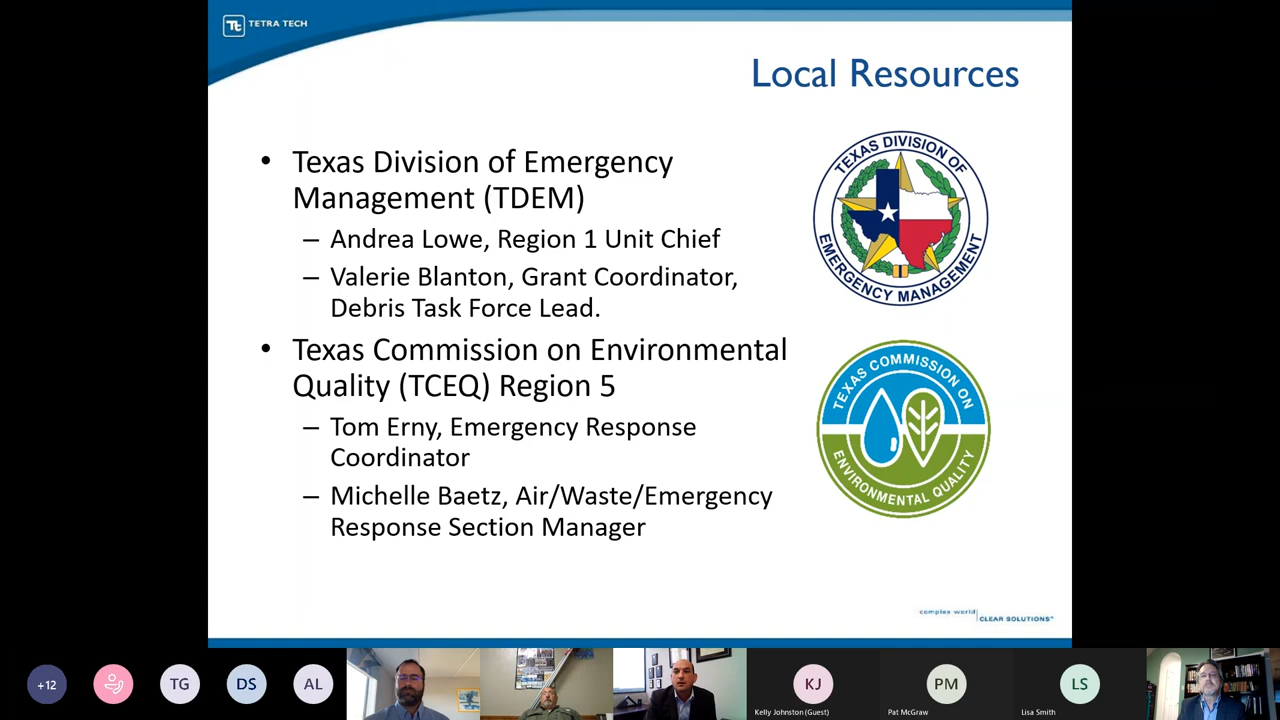 TETRA TECH
Local Resources
• Texas Division of Emergency
Management (TDEM)
– Andrea Lowe, Region 1 Unit Chief
– Valerie Blanton, Grant Coordinator,
Debris Task Force Lead.
• Texas Commission on Environmental
Quality (TCEQ) Region 5
– Tom Erny, Emergency Response
Coordinator
– Michelle Baetz, Air/Waste/Emergency
Response Section Manager
TEXAS DIVISION OF
EMERGENCY MANAGEMENT
TEXAS COMMISSION ON
ENVIRONMENTAL QUALITY
complex world
CLEAR SOLUTIONS™
+12
TG
DS
AL
KJ
Kelly Johnston (Guest)
PM
Pat McGraw
LS
Lisa Smith